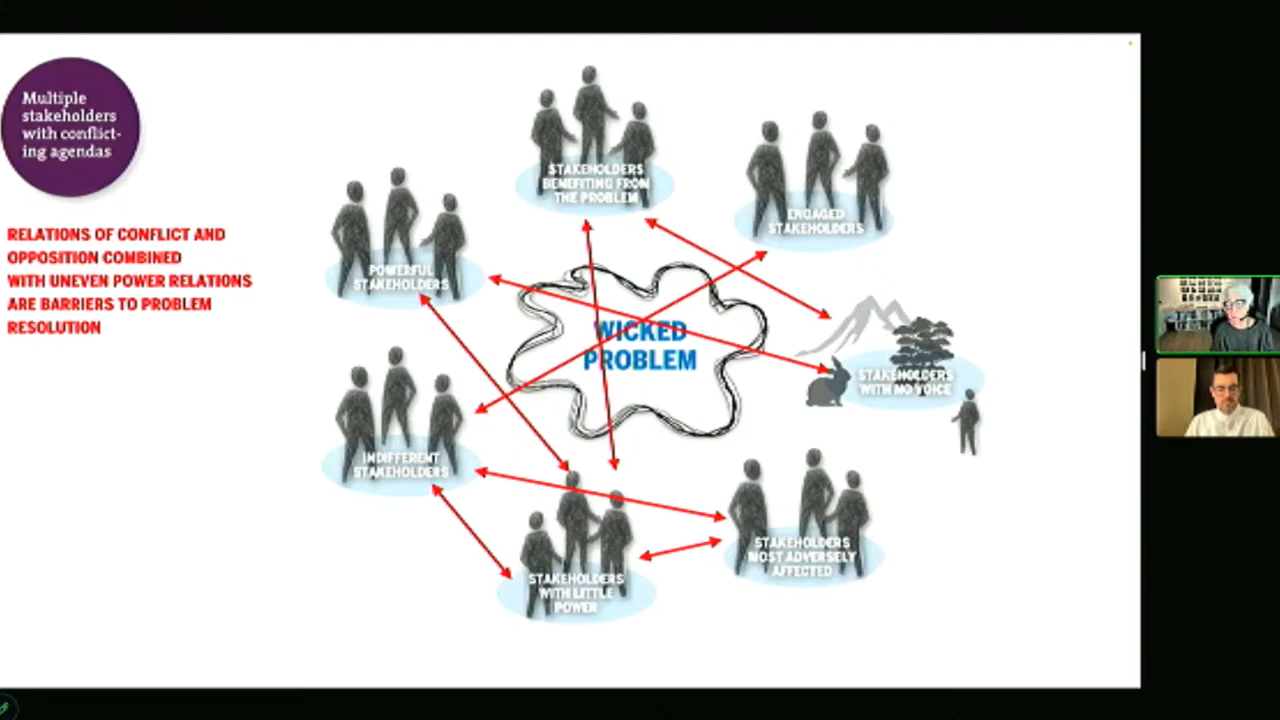 Multiple
stakeholders
with conflict-
ing agendas
RELATIONS OF CONFLICT AND
OPPOSITION COMBINED
WITH UNEVEN POWER RELATIONS
ARE BARRIERS TO PROBLEM
RESOLUTION
STAKEHOLDERS
BENEFITING FROM
THE PROBLEM
ENGAGED
STAKEHOLDERS
POWERFUL
STAKEHOLDERS
WICKED
PROBLEM
STAKEHOLDERS
WITH NO VOICE
INDIFFERENT
STAKEHOLDERS
STAKEHOLDERS
MOST ADVERSELY
AFFECTED
STAKEHOLDERS
WITH LITTLE
POWER